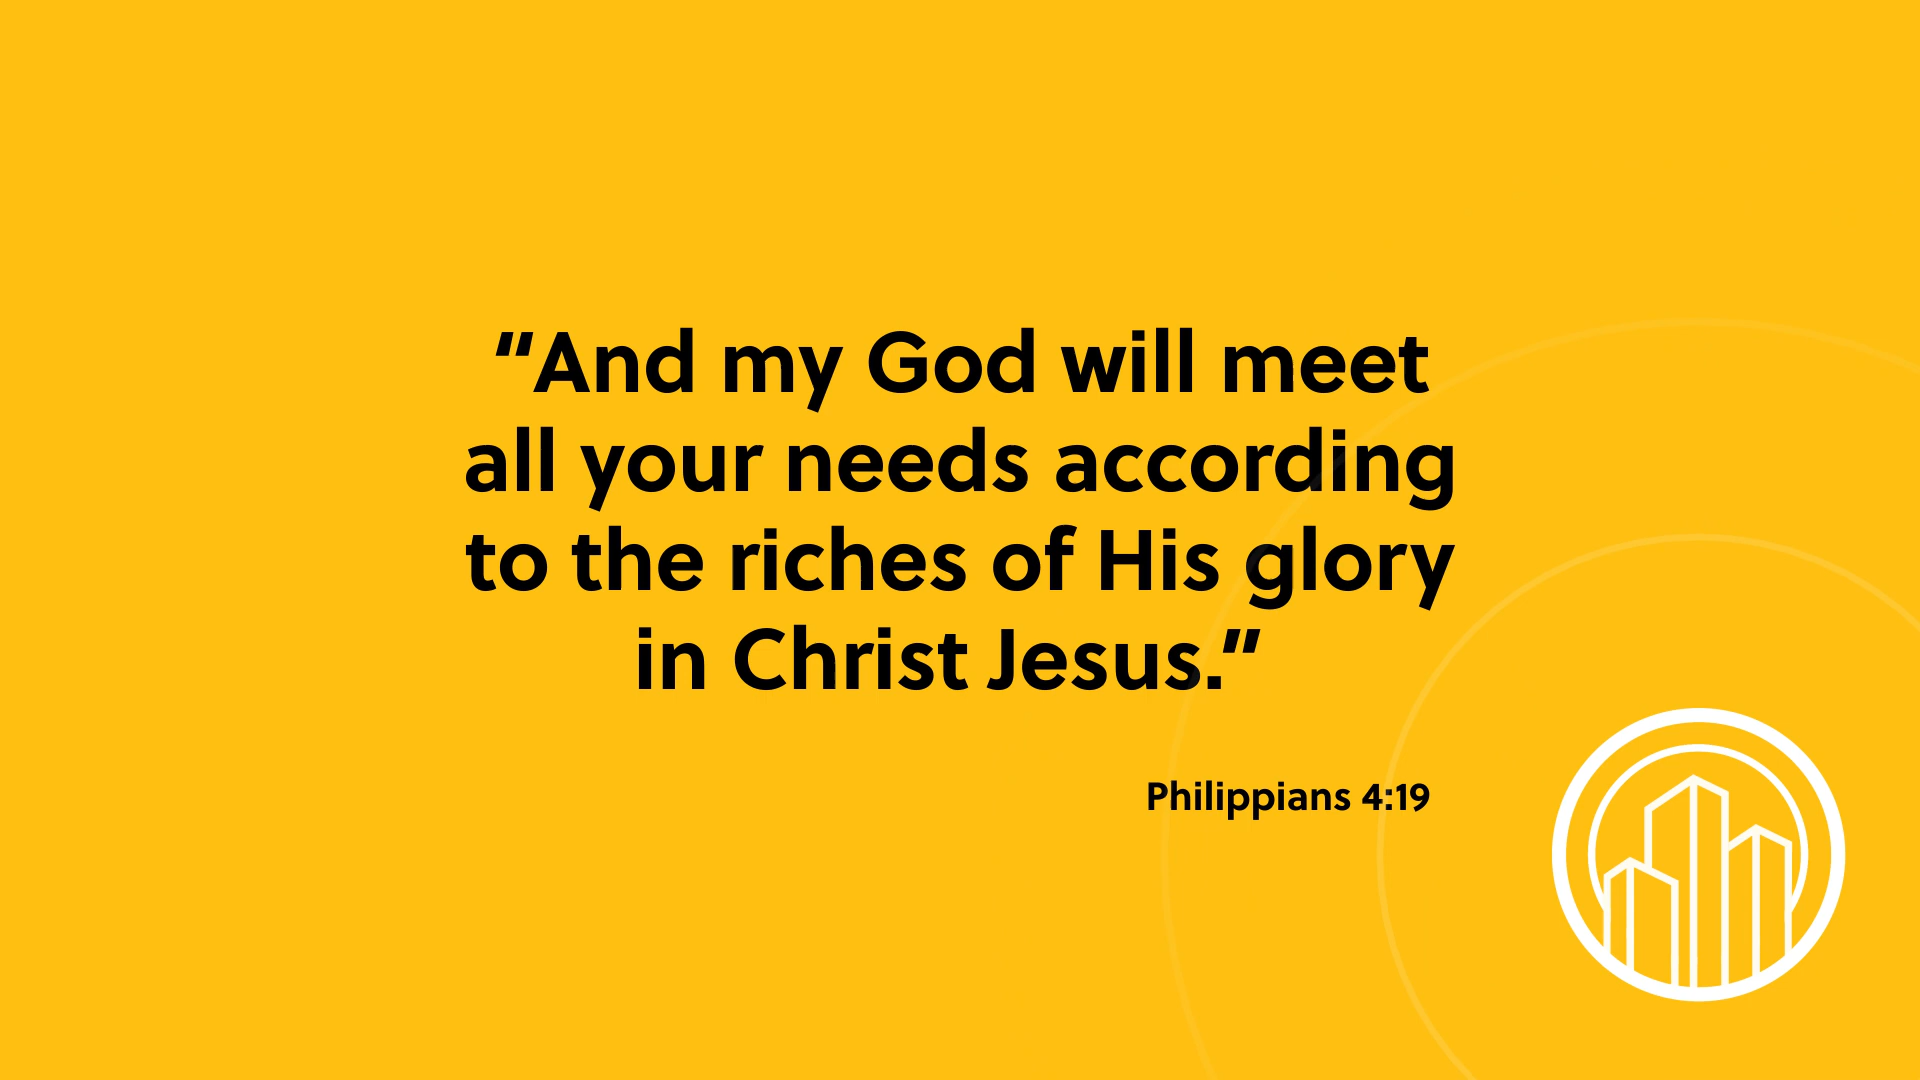 “And my God will meet
all your needs according
to the riches of His glory
in Christ Jesus.”
Philippians 4:19